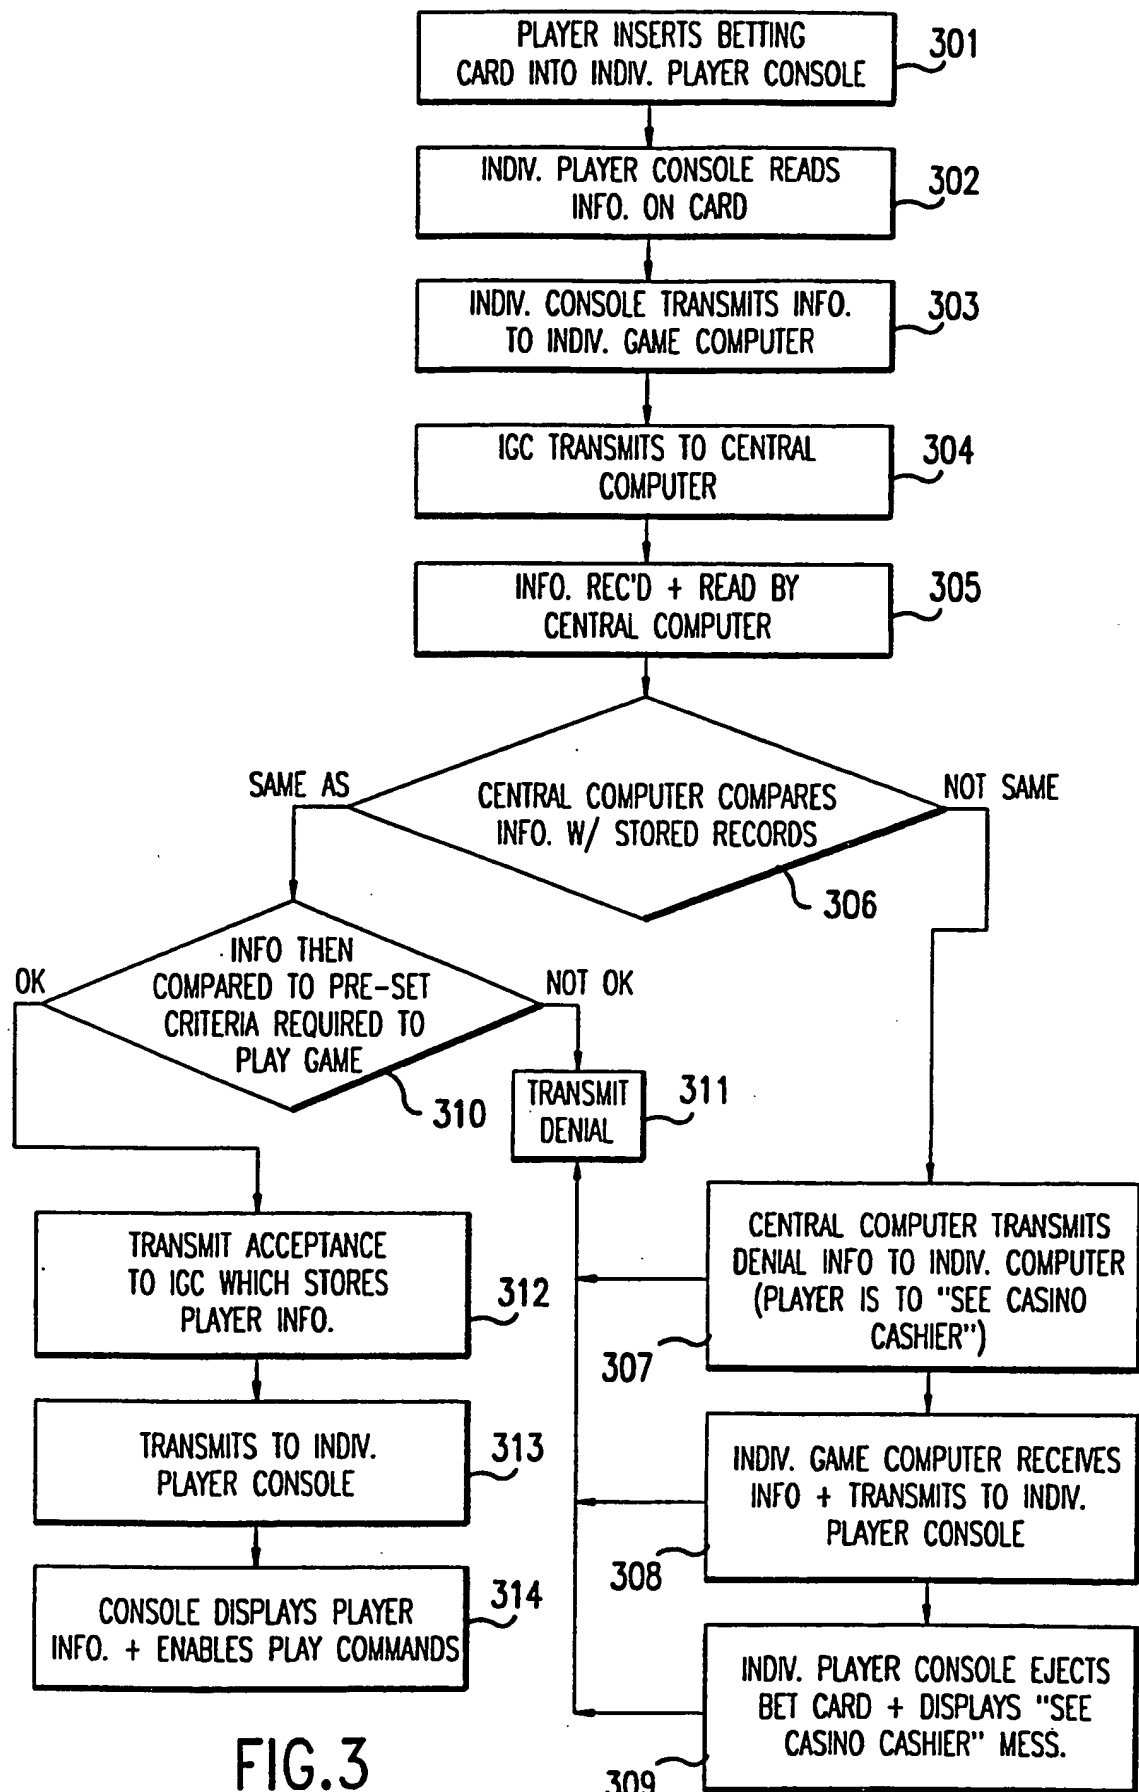 PLAYER INSERTS BETTING
CARD INTO INDIV. PLAYER CONSOLE
301
INDIV. PLAYER CONSOLE READS
INFO. ON CARD
302
INDIV. CONSOLE TRANSMITS INFO.
TO INDIV. GAME COMPUTER
303
IGC TRANSMITS TO CENTRAL
COMPUTER
304
INFO. REC'D + READ BY
CENTRAL COMPUTER
305
SAME AS
CENTRAL COMPUTER COMPARES
INFO. W/ STORED RECORDS
NOT SAME
306
OK
INFO THEN
COMPARED TO PRE-SET
CRITERIA REQUIRED TO
PLAY GAME
NOT OK
310
TRANSMIT
DENIAL
311
TRANSMIT ACCEPTANCE
TO IGC WHICH STORES
PLAYER INFO.
312
CENTRAL COMPUTER TRANSMITS
DENIAL INFO TO INDIV. COMPUTER
(PLAYER IS TO "SEE CASINO
CASHIER")
307
TRANSMITS TO INDIV.
PLAYER CONSOLE
313
INDIV. GAME COMPUTER RECEIVES
INFO + TRANSMITS TO INDIV.
PLAYER CONSOLE
308
CONSOLE DISPLAYS PLAYER
INFO. + ENABLES PLAY COMMANDS
314
INDIV. PLAYER CONSOLE EJECTS
BET CARD + DISPLAYS "SEE
CASINO CASHIER" MESS.
309
FIG.3